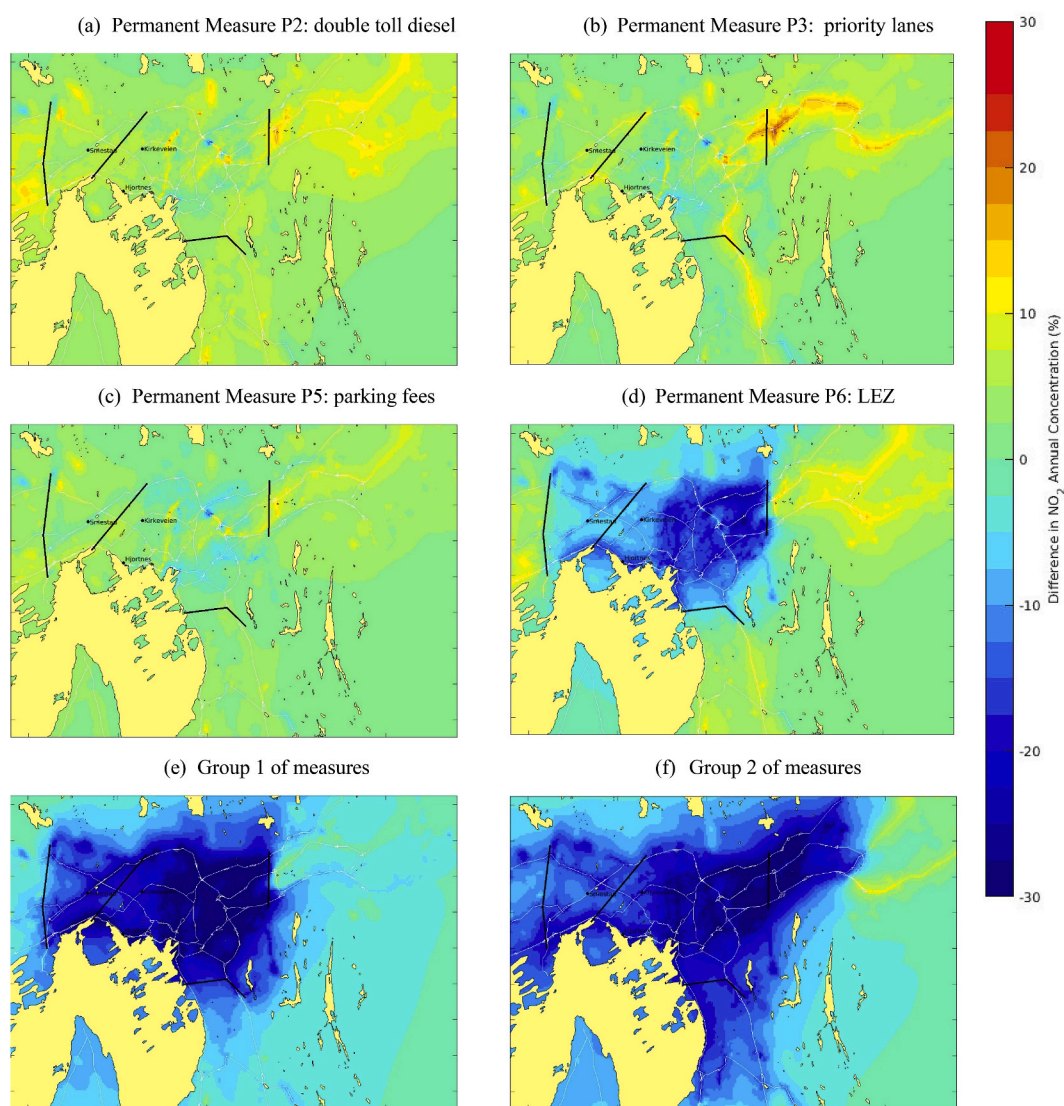 (a) Permanent Measure P2: double toll diesel
(b) Permanent Measure P3: priority lanes
Smestad
Kirkeveien
Hjortnes
Smestad
Kirkeveien
Hjortnes
(c) Permanent Measure P5: parking fees
(d) Permanent Measure P6: LEZ
Smestad
Kirkeveien
Hjortnes
Smestad
Kirkeveien
Hjortnes
(e) Group 1 of measures
(f) Group 2 of measures
Smestad
30
20
10
0
-10
-20
-30
Difference in NO₂ Annual Concentration (%)